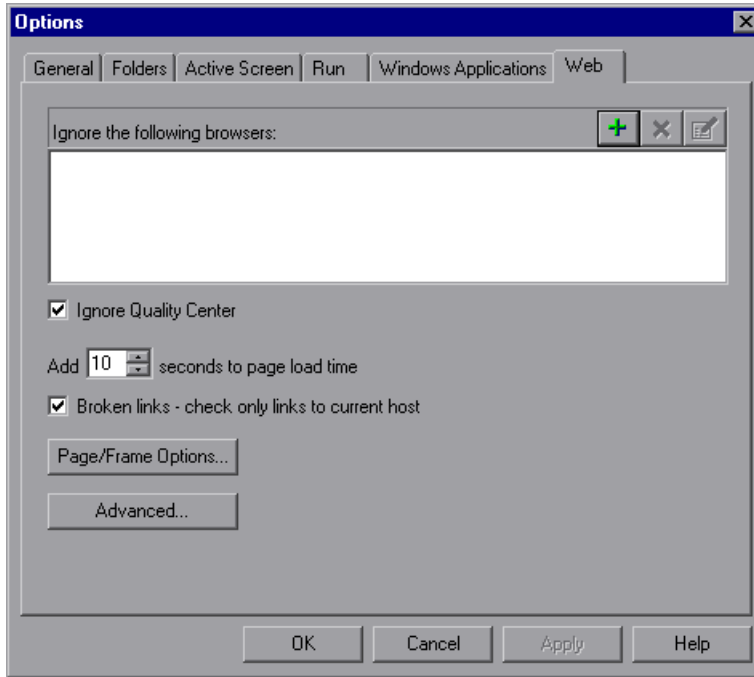 Options
General Folders Active Screen Run Windows Applications Web
Ignore the following browsers:
Ignore Quality Center
Add 10 seconds to page load time
Broken links - check only links to current host
Page/Frame Options...
Advanced...
OK Cancel Apply Help